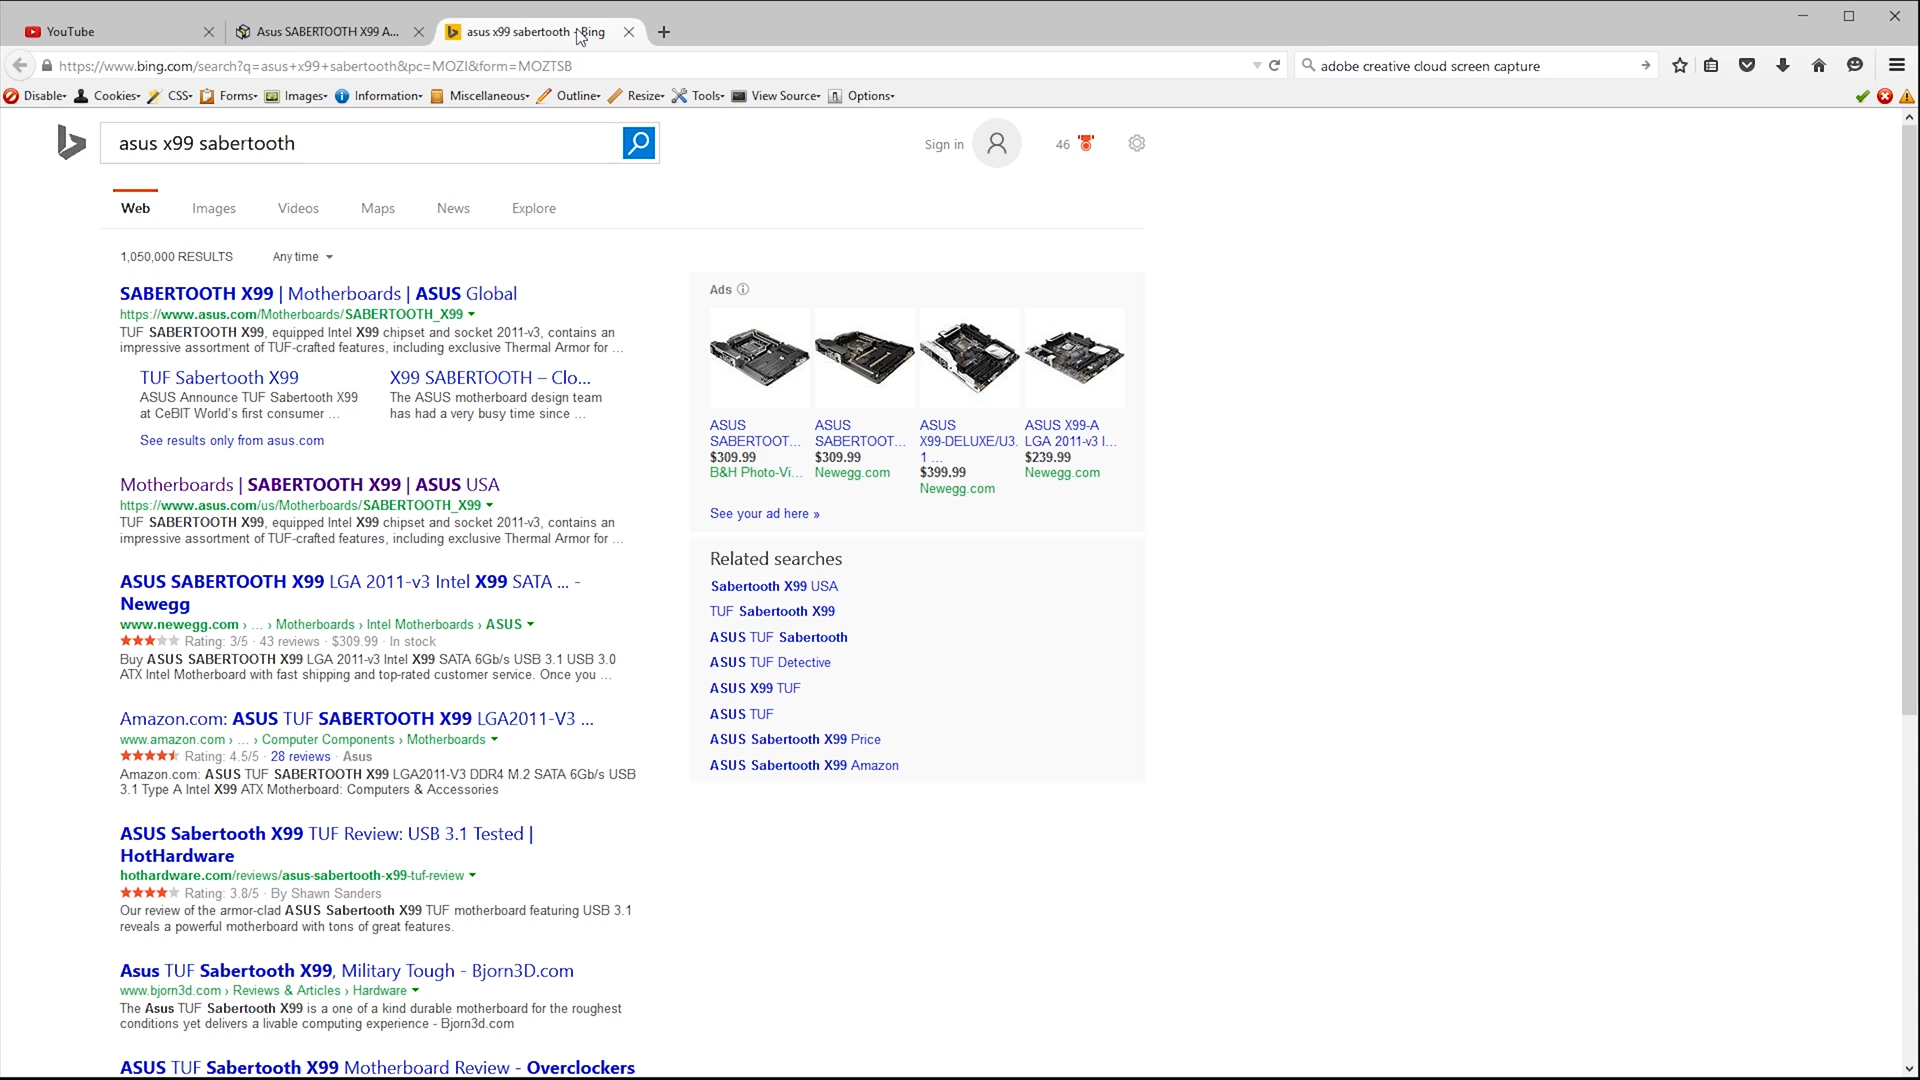 YouTube
Asus SABERTOOTH X99 A...
asus x99 sabertooth - Bing
https://www.bing.com/search?q=asus+x99+sabertooth&pc=MOZI&form=MOZTSB
adobe creative cloud screen capture
Disable
Cookies
CSS
Forms
Images
Information
Miscellaneous
Outline
Resize
Tools
View Source
Options
asus x99 sabertooth
Sign in
46
Web
Images
Videos
Maps
News
Explore
1,050,000 RESULTS
Any time
SABERTOOTH X99 | Motherboards | ASUS Global
https://www.asus.com/Motherboards/SABERTOOTH_X99
TUF SABERTOOTH X99, equipped Intel X99 chipset and socket 2011-v3, contains an
impressive assortment of TUF-crafted features, including exclusive Thermal Armor for ...
TUF Sabertooth X99
ASUS Announce TUF Sabertooth X99
at CeBIT World's first consumer ...
X99 SABERTOOTH – Clo...
The ASUS motherboard design team
has had a very busy time since ...
See results only from asus.com
Motherboards | SABERTOOTH X99 | ASUS USA
https://www.asus.com/us/Motherboards/SABERTOOTH_X99
TUF SABERTOOTH X99, equipped Intel X99 chipset and socket 2011-v3, contains an
impressive assortment of TUF-crafted features, including exclusive Thermal Armor for ...
ASUS SABERTOOTH X99 LGA 2011-v3 Intel X99 SATA ... -
Newegg
www.newegg.com › ... › Motherboards › Intel Motherboards › ASUS
Rating: 3/5 · 43 reviews · $309.99 · In stock
Buy ASUS SABERTOOTH X99 LGA 2011-v3 Intel X99 SATA 6Gb/s USB 3.1 USB 3.0
ATX Intel Motherboard with fast shipping and top-rated customer service. Once you ...
Amazon.com: ASUS TUF SABERTOOTH X99 LGA2011-V3 ...
www.amazon.com › ... › Computer Components › Motherboards
Rating: 4.5/5 · 28 reviews · Asus
Amazon.com: ASUS TUF SABERTOOTH X99 LGA2011-V3 DDR4 M.2 SATA 6Gb/s USB
3.1 Type A Intel X99 ATX Motherboard: Computers & Accessories
ASUS Sabertooth X99 TUF Review: USB 3.1 Tested |
HotHardware
hothardware.com/reviews/asus-sabertooth-x99-tuf-review
Rating: 3.8/5 · By Shawn Sanders
Our review of the armor-clad ASUS Sabertooth X99 TUF motherboard featuring USB 3.1
reveals a powerful motherboard with tons of great features.
Asus TUF Sabertooth X99, Military Tough - Bjorn3D.com
www.bjorn3d.com › Reviews & Articles › Hardware
The Asus TUF Sabertooth X99 is a one of a kind durable motherboard for the roughest
conditions yet delivers a livable computing experience - Bjorn3d.com
ASUS TUF Sabertooth X99 Motherboard Review - Overclockers
Ads
ASUS
SABERTOOT...
$309.99
B&H Photo-Vi...
ASUS
SABERTOOT...
$309.99
Newegg.com
ASUS
X99-DELUXE/U3.
1 ...
$399.99
Newegg.com
ASUS X99-A
LGA 2011-v3 I...
$239.99
Newegg.com
See your ad here »
Related searches
Sabertooth X99 USA
TUF Sabertooth X99
ASUS TUF Sabertooth
ASUS TUF Detective
ASUS X99 TUF
ASUS TUF
ASUS Sabertooth X99 Price
ASUS Sabertooth X99 Amazon